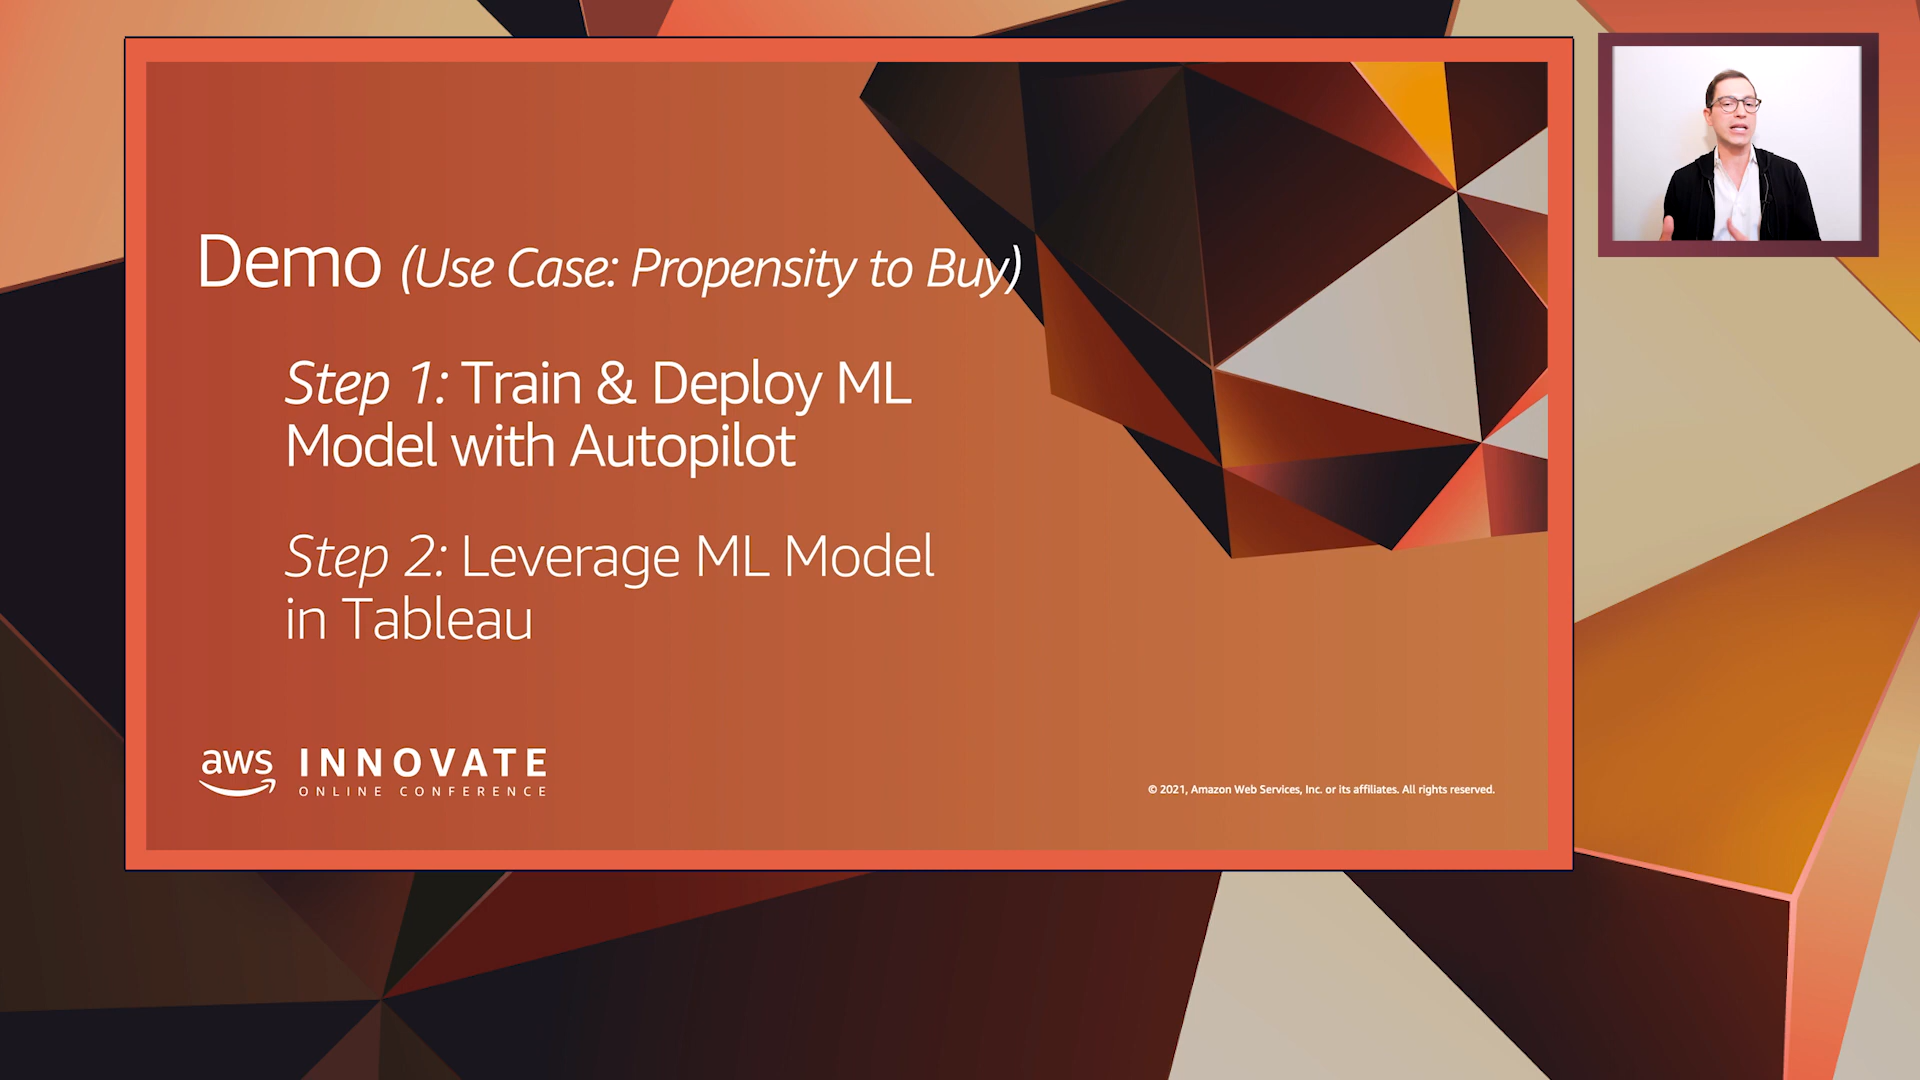 Demo (Use Case: Propensity to Buy)
Step 1: Train & Deploy ML
Model with Autopilot
Step 2: Leverage ML Model
in Tableau
aws INNOVATE
ONLINE CONFERENCE
© 2021, Amazon Web Services, Inc. or its affiliates. All rights reserved.